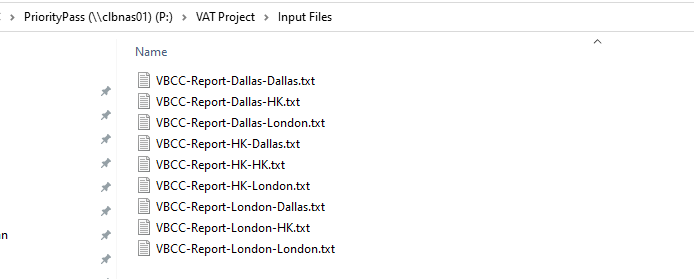 PriorityPass (\\clbnas01) (P:) > VAT Project > Input Files
Name
VBCC-Report-Dallas-Dallas.txt
VBCC-Report-Dallas-HK.txt
VBCC-Report-Dallas-London.txt
VBCC-Report-HK-Dallas.txt
VBCC-Report-HK-HK.txt
VBCC-Report-HK-London.txt
VBCC-Report-London-Dallas.txt
VBCC-Report-London-HK.txt
VBCC-Report-London-London.txt